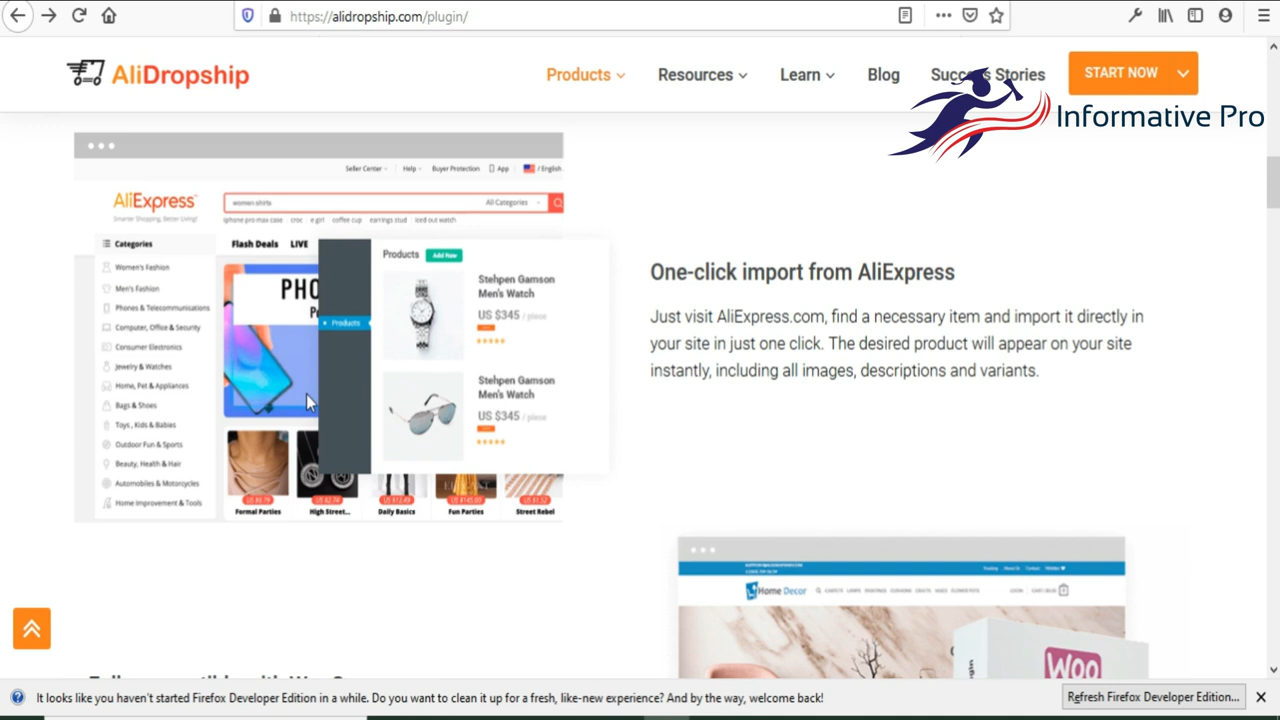 https://alidropship.com/plugin/
AliDropship
Products
Resources
Learn
Blog
Success Stories
START NOW
Informative Pro
Seller Center
Help
Buyer Protection
App
/ English
AliExpress
Smarter Shopping, Better Living!
women shirts
All Categories
iphone pro max case croc e girl coffee cup earrings stud iced out watch
Categories
Flash Deals LIVE
Women's Fashion
Men's Fashion
Phones & Telecommunications
Computer, Office & Security
Consumer Electronics
Jewelry & Watches
Home, Pet & Appliances
Bags & Shoes
Toys, Kids & Babies
Outdoor Fun & Sports
Beauty, Health & Hair
Automobiles & Motorcycles
Home Improvement & Tools
PHO
Products
Products Add New
Stehpen Gamson
Men's Watch
US $345 / piece
Stehpen Gamson
Men's Watch
US $345 / piece
Formal Parties
High Street...
Daily Basics
Fun Parties
Street Rebel
One-click import from AliExpress
Just visit AliExpress.com, find a necessary item and import it directly in
your site in just one click. The desired product will appear on your site
instantly, including all images, descriptions and variants.
Home Decor
WOO
It looks like you haven't started Firefox Developer Edition in a while. Do you want to clean it up for a fresh, like-new experience? And by the way, welcome back!
Refresh Firefox Developer Edition...